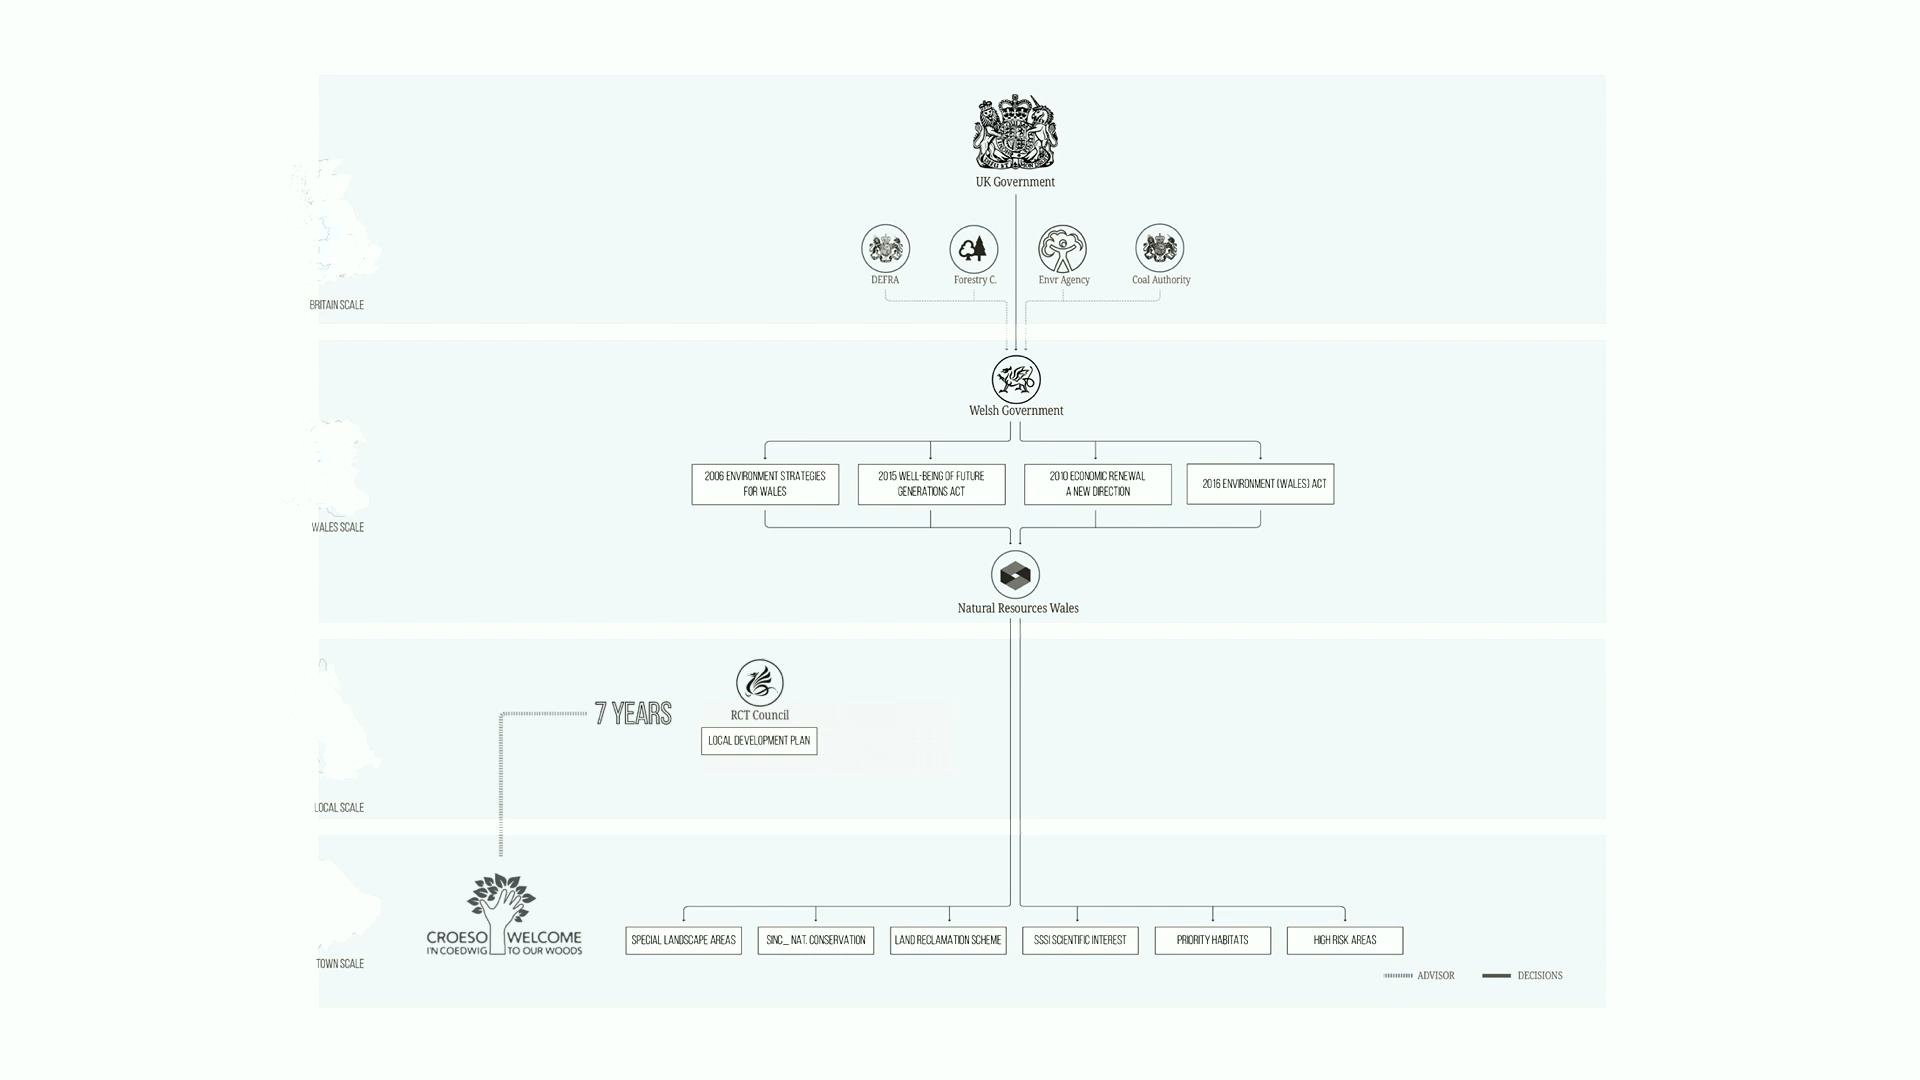 UK Government
DEFRA
Forestry C.
Envr Agency
Coal Authority
BRITAIN SCALE
Welsh Government
2006 ENVIRONMENT STRATEGIES
FOR WALES
2015 WELL-BEING OF FUTURE
GENERATIONS ACT
2010 ECONOMIC RENEWAL
A NEW DIRECTION
2016 ENVIRONMENT (WALES) ACT
WALES SCALE
Natural Resources Wales
7 YEARS
RCT Council
LOCAL DEVELOPMENT PLAN
LOCAL SCALE
CROESO WELCOME
I'N COEDWIG TO OUR WOODS
SPECIAL LANDSCAPE AREAS
SINC_ NAT. CONSERVATION
LAND RECLAMATION SCHEME
SSSI SCIENTIFIC INTEREST
PRIORITY HABITATS
HIGH RISK AREAS
TOWN SCALE
ADVISOR
DECISIONS